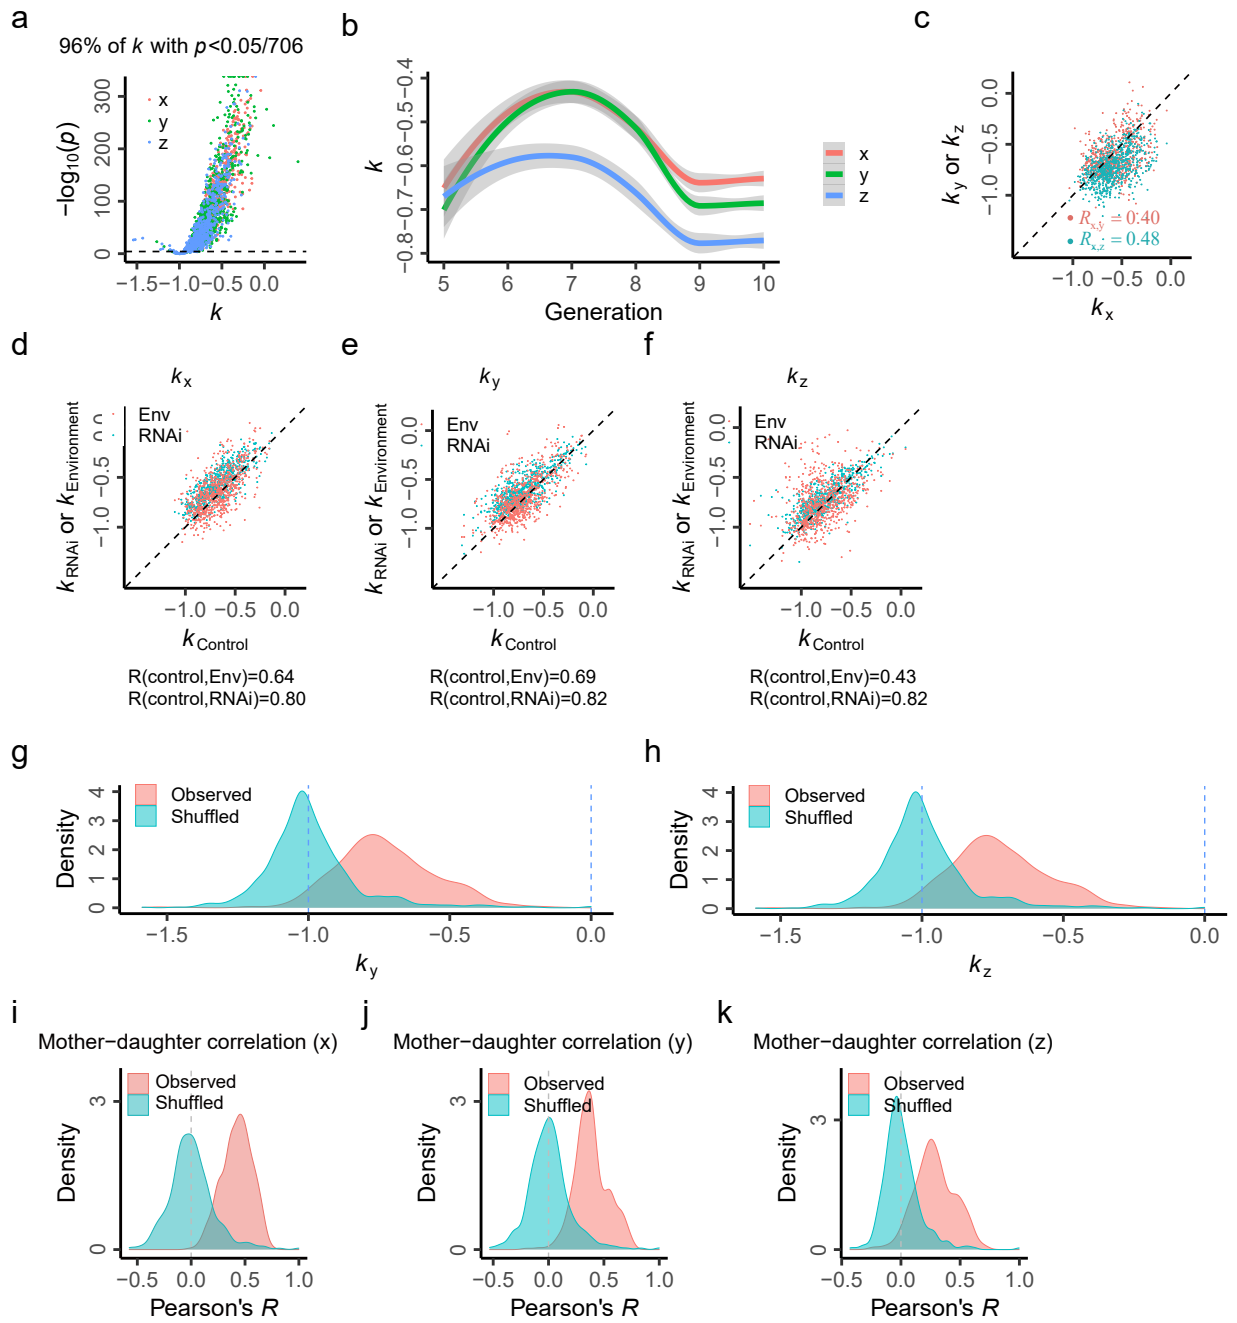 a
96% of k with p<0.05/706
−log10(p)
300
200
100
0
x
y
z
−1.5
−1.0
−0.5
0.0
k
b
k
−0.4
−0.5
−0.6
−0.7
−0.8
5
6
7
8
9
10
Generation
x
y
z
c
ky or kz
0.0
−0.5
−1.0
Rx,y = 0.40
Rx,z = 0.48
−1.0
−0.5
0.0
kx
d
kx
kRNAi or kEnvironment
Env
RNAi
−0.5
−1.0
−1.0
−0.5
0.0
kControl
R(control,Env)=0.64
R(control,RNAi)=0.80
e
ky
kRNAi or kEnvironment
Env
RNAi
0.0
−0.5
−1.0
−1.0
−0.5
0.0
kControl
R(control,Env)=0.69
R(control,RNAi)=0.82
f
kz
kRNAi or kEnvironment
Env
RNAi
0.0
−0.5
−1.0
−1.0
−0.5
0.0
kControl
R(control,Env)=0.43
R(control,RNAi)=0.82
g
Density
4
3
2
1
0
Observed
Shuffled
−1.5
−1.0
−0.5
0.0
ky
h
Density
4
3
2
1
0
Observed
Shuffled
−1.5
−1.0
−0.5
0.0
kz
i
Mother−daughter correlation (x)
Density
3
0
Observed
Shuffled
−0.5
0.0
0.5
1.0
Pearson's R
j
Mother−daughter correlation (y)
Density
3
0
Observed
Shuffled
−0.5
0.0
0.5
1.0
Pearson's R
k
Mother−daughter correlation (z)
Density
3
0
Observed
Shuffled
−0.5
0.0
0.5
1.0
Pearson's R